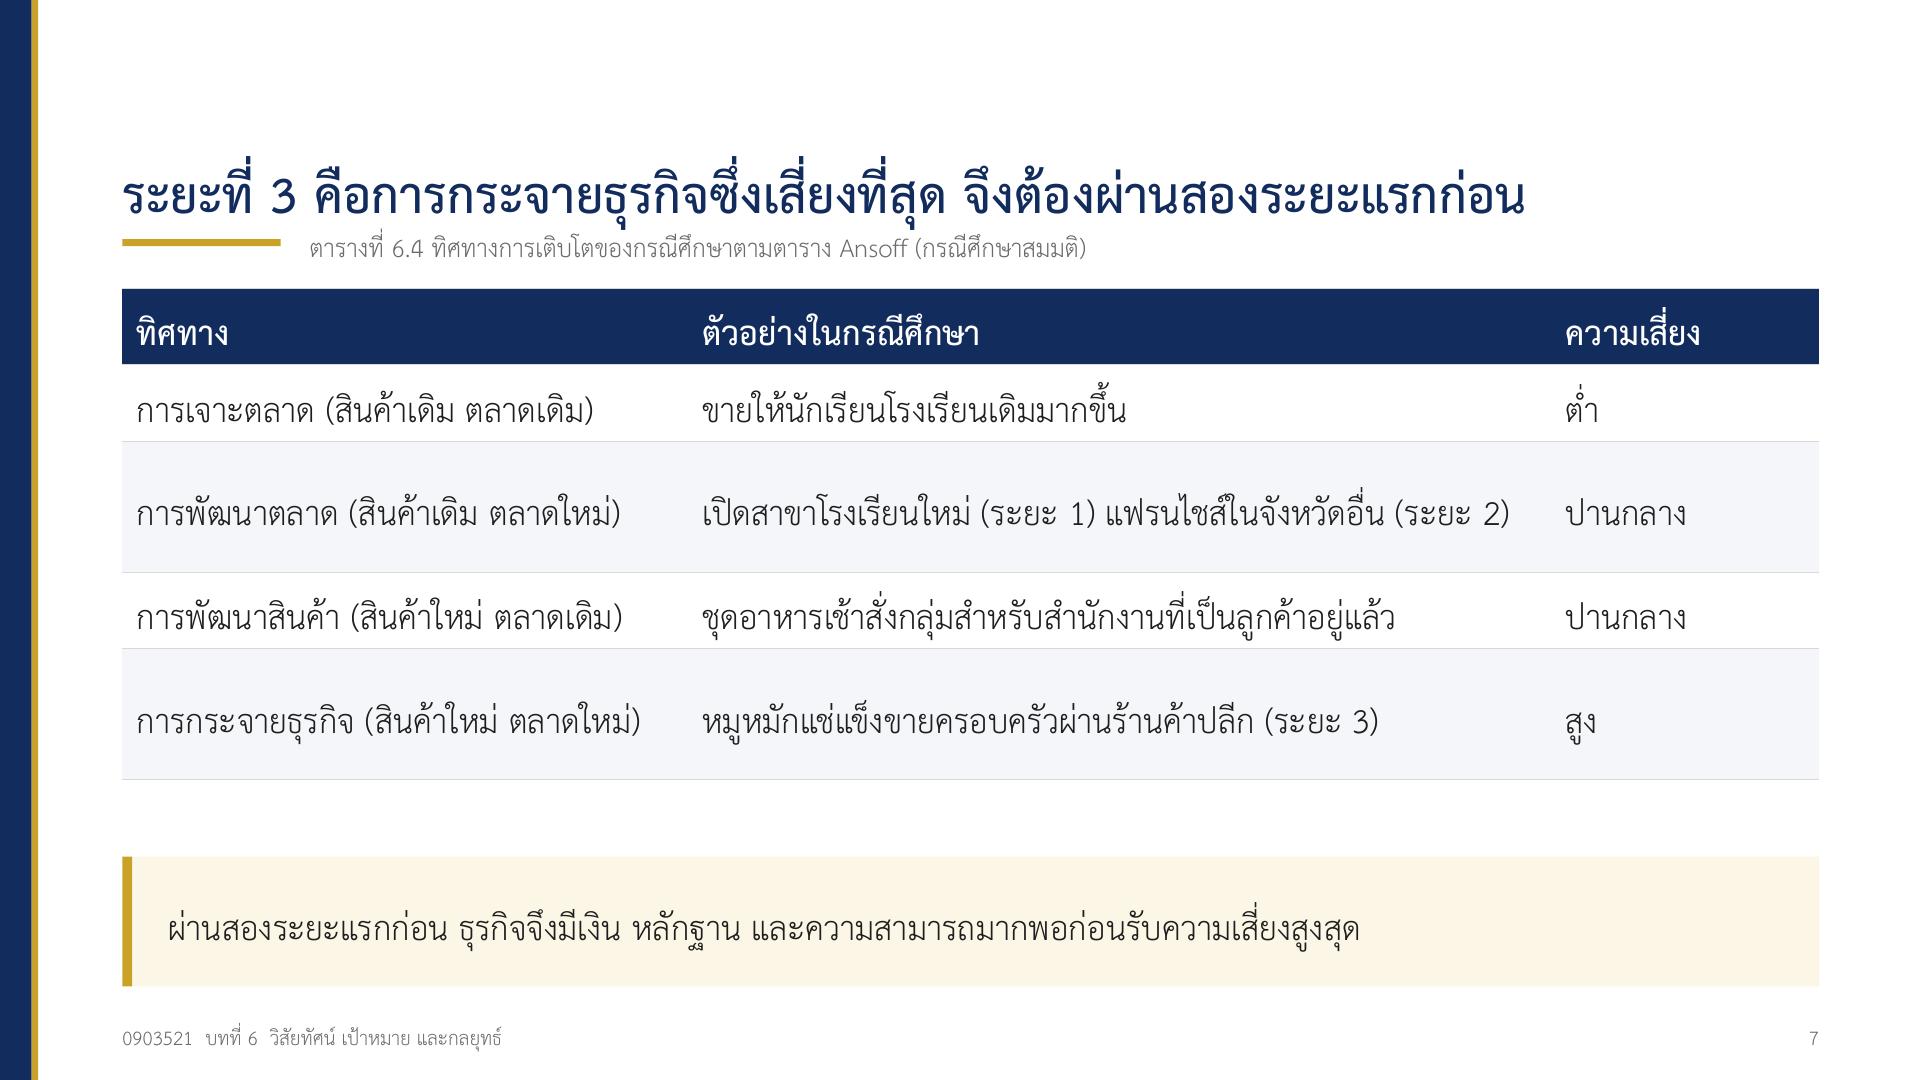 ระยะที่ 3 คือการกระจายธุรกิจซึ่งเสี่ยงที่สุด จึงต้องผ่านสองระยะแรกก่อน
ตารางที่ 6.4 ทิศทางการเติบโตของกรณีศึกษาตามตาราง Ansoff (กรณีศึกษาสมมติ)
ทิศทาง ตัวอย่างในกรณีศึกษา ความเสี่ยง
การเจาะตลาด (สินค้าเดิม ตลาดเดิม) ขายให้นักเรียนโรงเรียนเดิมมากขึ้น ต่ำ
การพัฒนาตลาด (สินค้าเดิม ตลาดใหม่) เปิดสาขาโรงเรียนใหม่ (ระยะ 1) แฟรนไชส์ในจังหวัดอื่น (ระยะ 2) ปานกลาง
การพัฒนาสินค้า (สินค้าใหม่ ตลาดเดิม) ชุดอาหารเช้าสั่งกลุ่มสำหรับสำนักงานที่เป็นลูกค้าอยู่แล้ว ปานกลาง
การกระจายธุรกิจ (สินค้าใหม่ ตลาดใหม่) หมูหมักแช่แข็งขายครอบครัวผ่านร้านค้าปลีก (ระยะ 3) สูง
ผ่านสองระยะแรกก่อน ธุรกิจจึงมีเงิน หลักฐาน และความสามารถมากพอก่อนรับความเสี่ยงสูงสุด
0903521 บทที่ 6 วิสัยทัศน์ เป้าหมาย และกลยุทธ์ 7